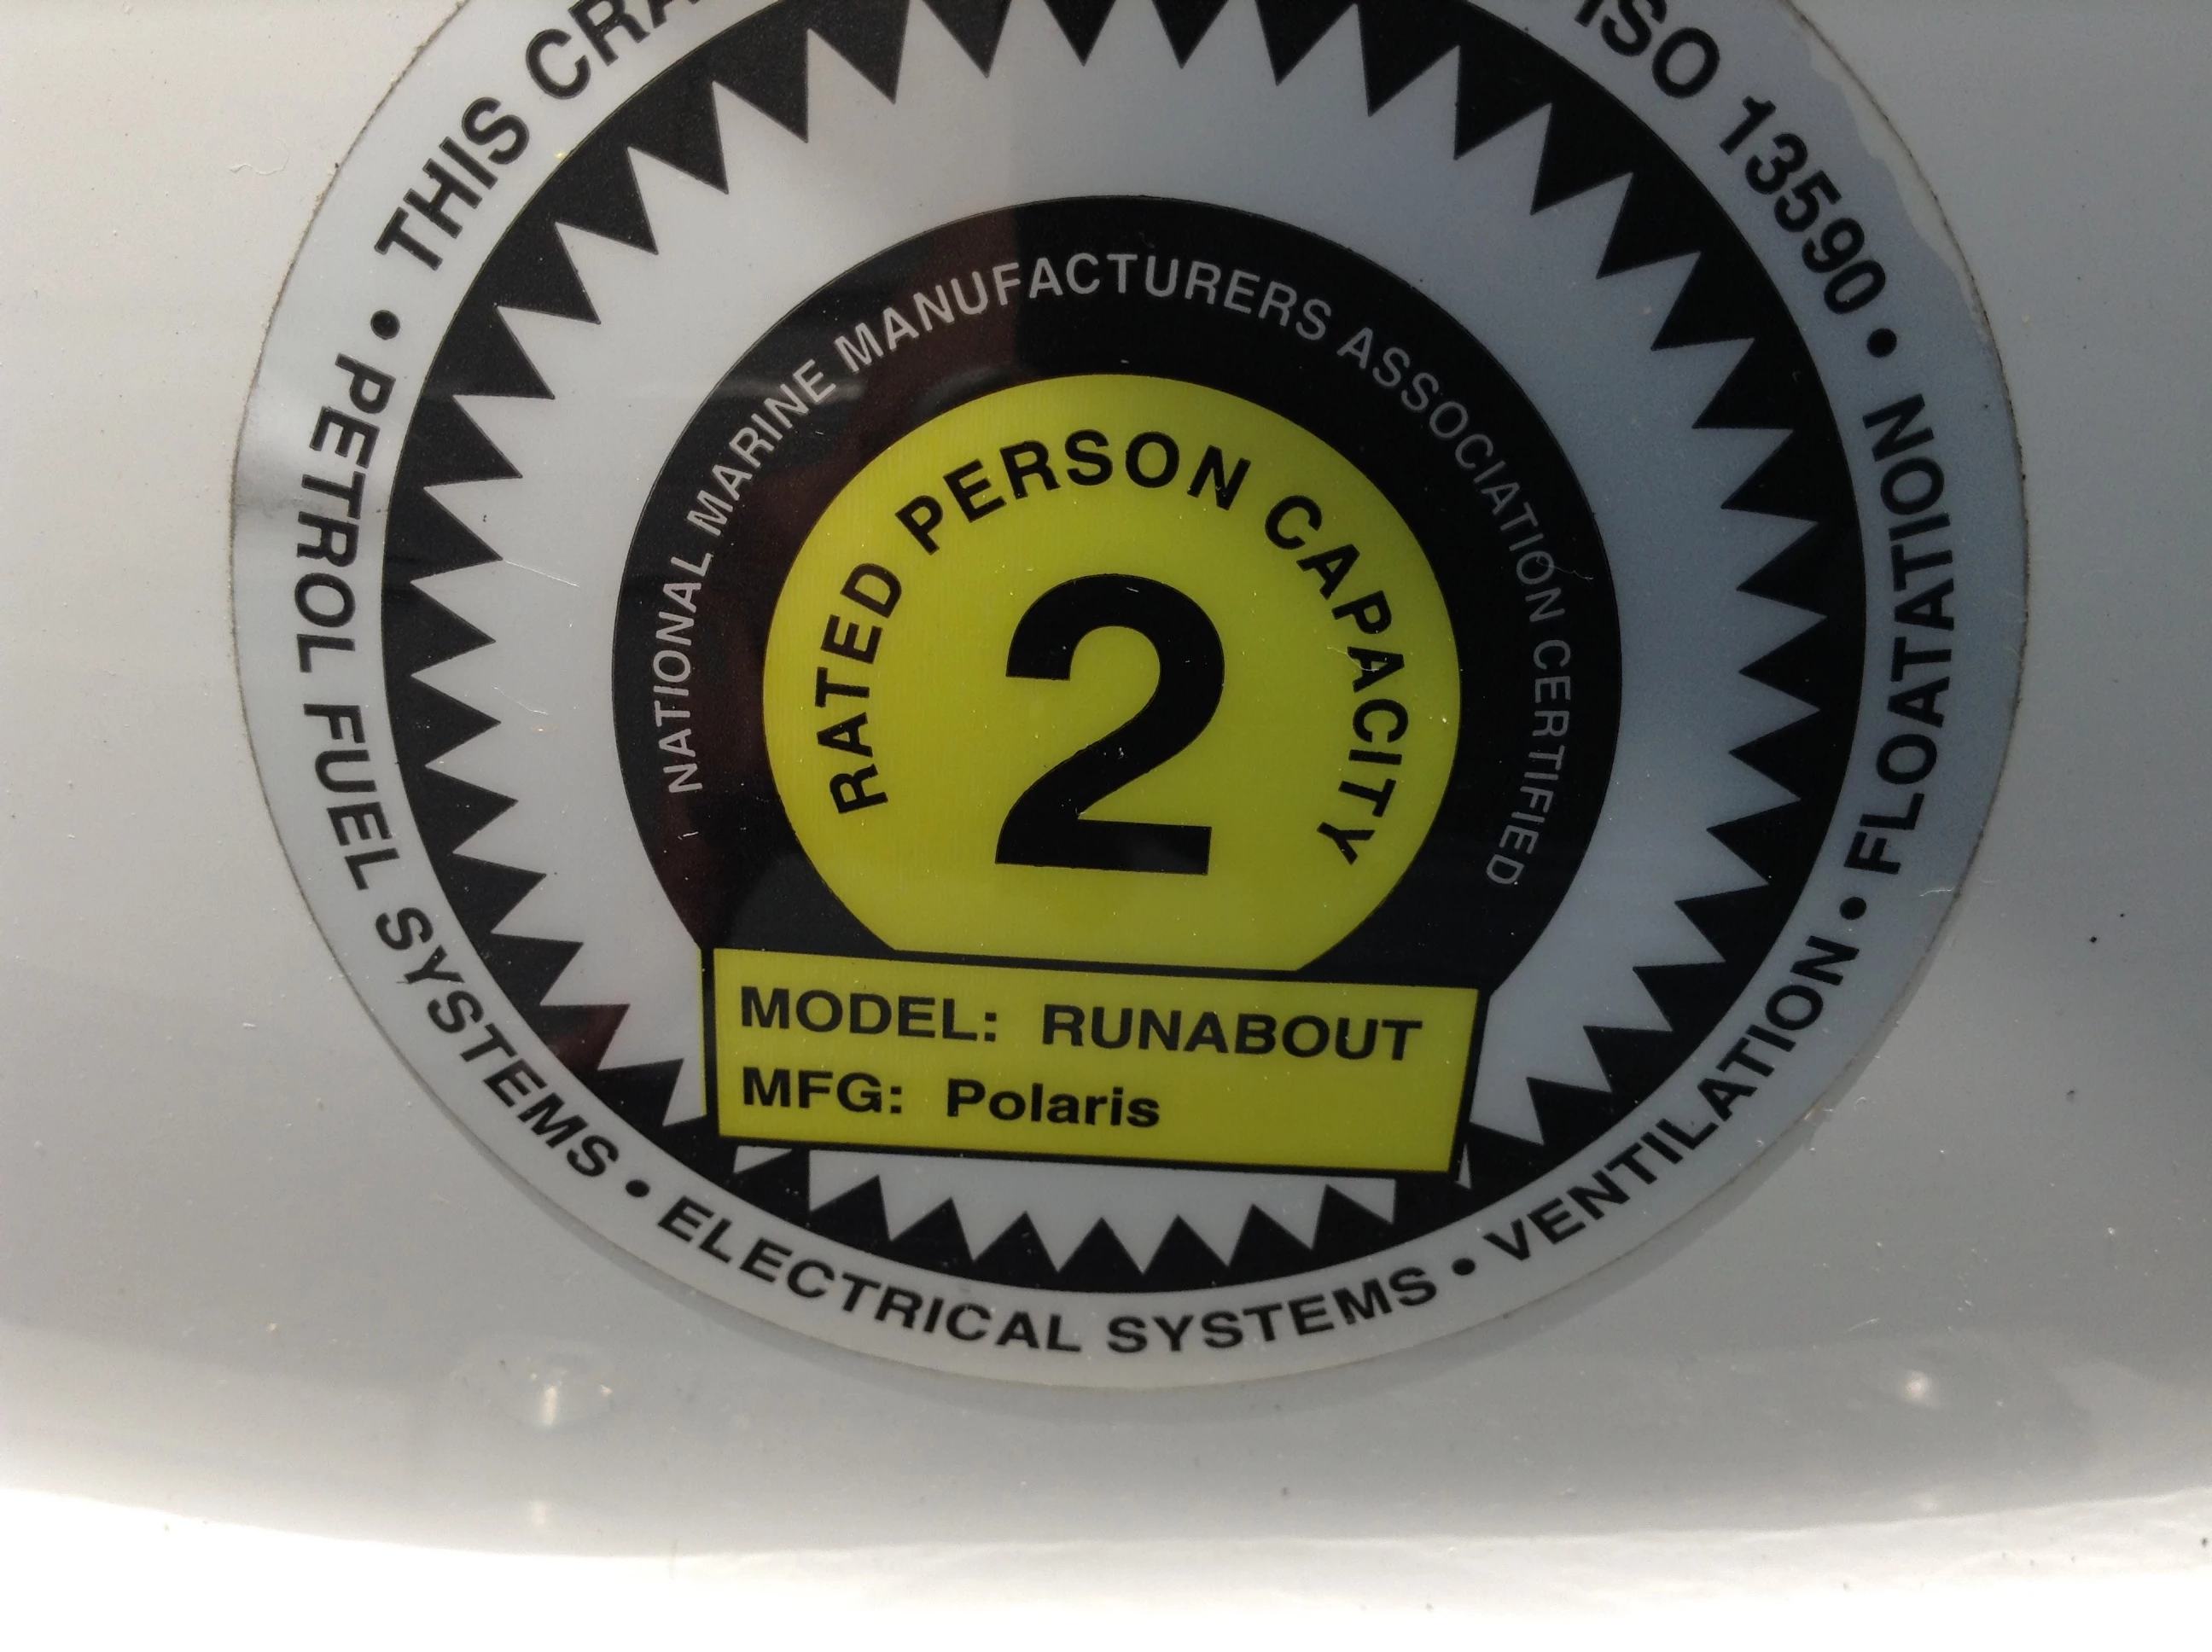 • THIS
ISO 13590 • FLOATATION • VENTILATION • ELECTRICAL SYSTEMS • PETROL FUEL SYSTEMS
NATIONAL MARINE MANUFACTURERS ASSOCIATION CERTIFIED
RATED PERSON CAPACITY
2
MODEL: RUNABOUT
MFG: Polaris